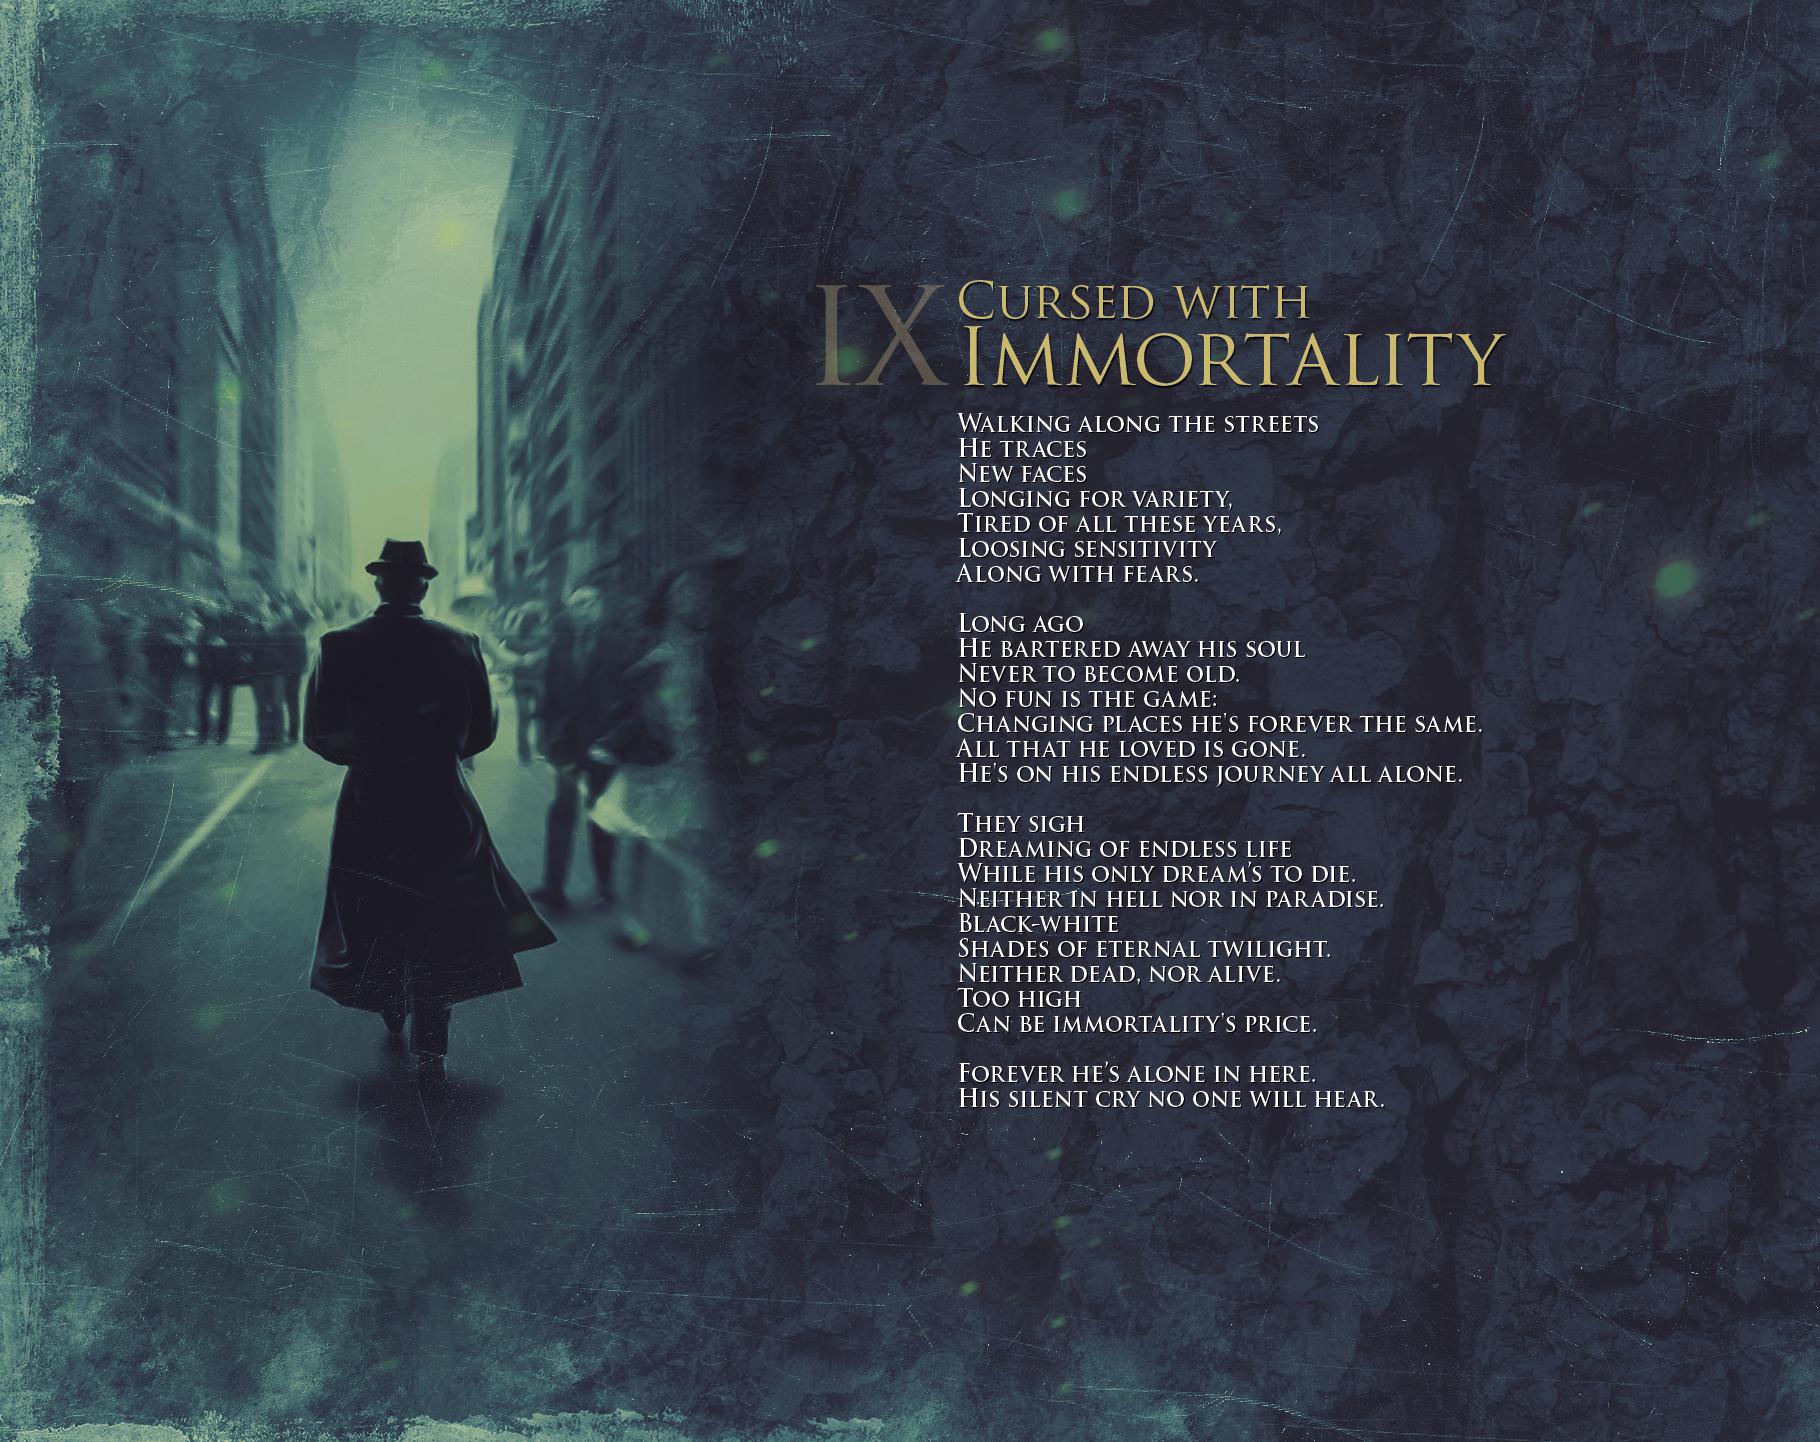 IX Cursed with
Immortality
Walking along the streets
He traces
New faces
Longing for variety,
Tired of all these years,
Loosing sensitivity
Along with fears.
Long ago
He bartered away his soul
Never to become old.
No fun is the game:
Changing places he's forever the same.
All that he loved is gone.
He's on his endless journey all alone.
They sigh
Dreaming of endless life
While his only dream's to die.
Neither in hell nor in paradise.
Black-white
Shades of eternal twilight.
Neither dead, nor alive.
Too high
Can be immortality's price.
Forever he's alone in here.
His silent cry no one will hear.